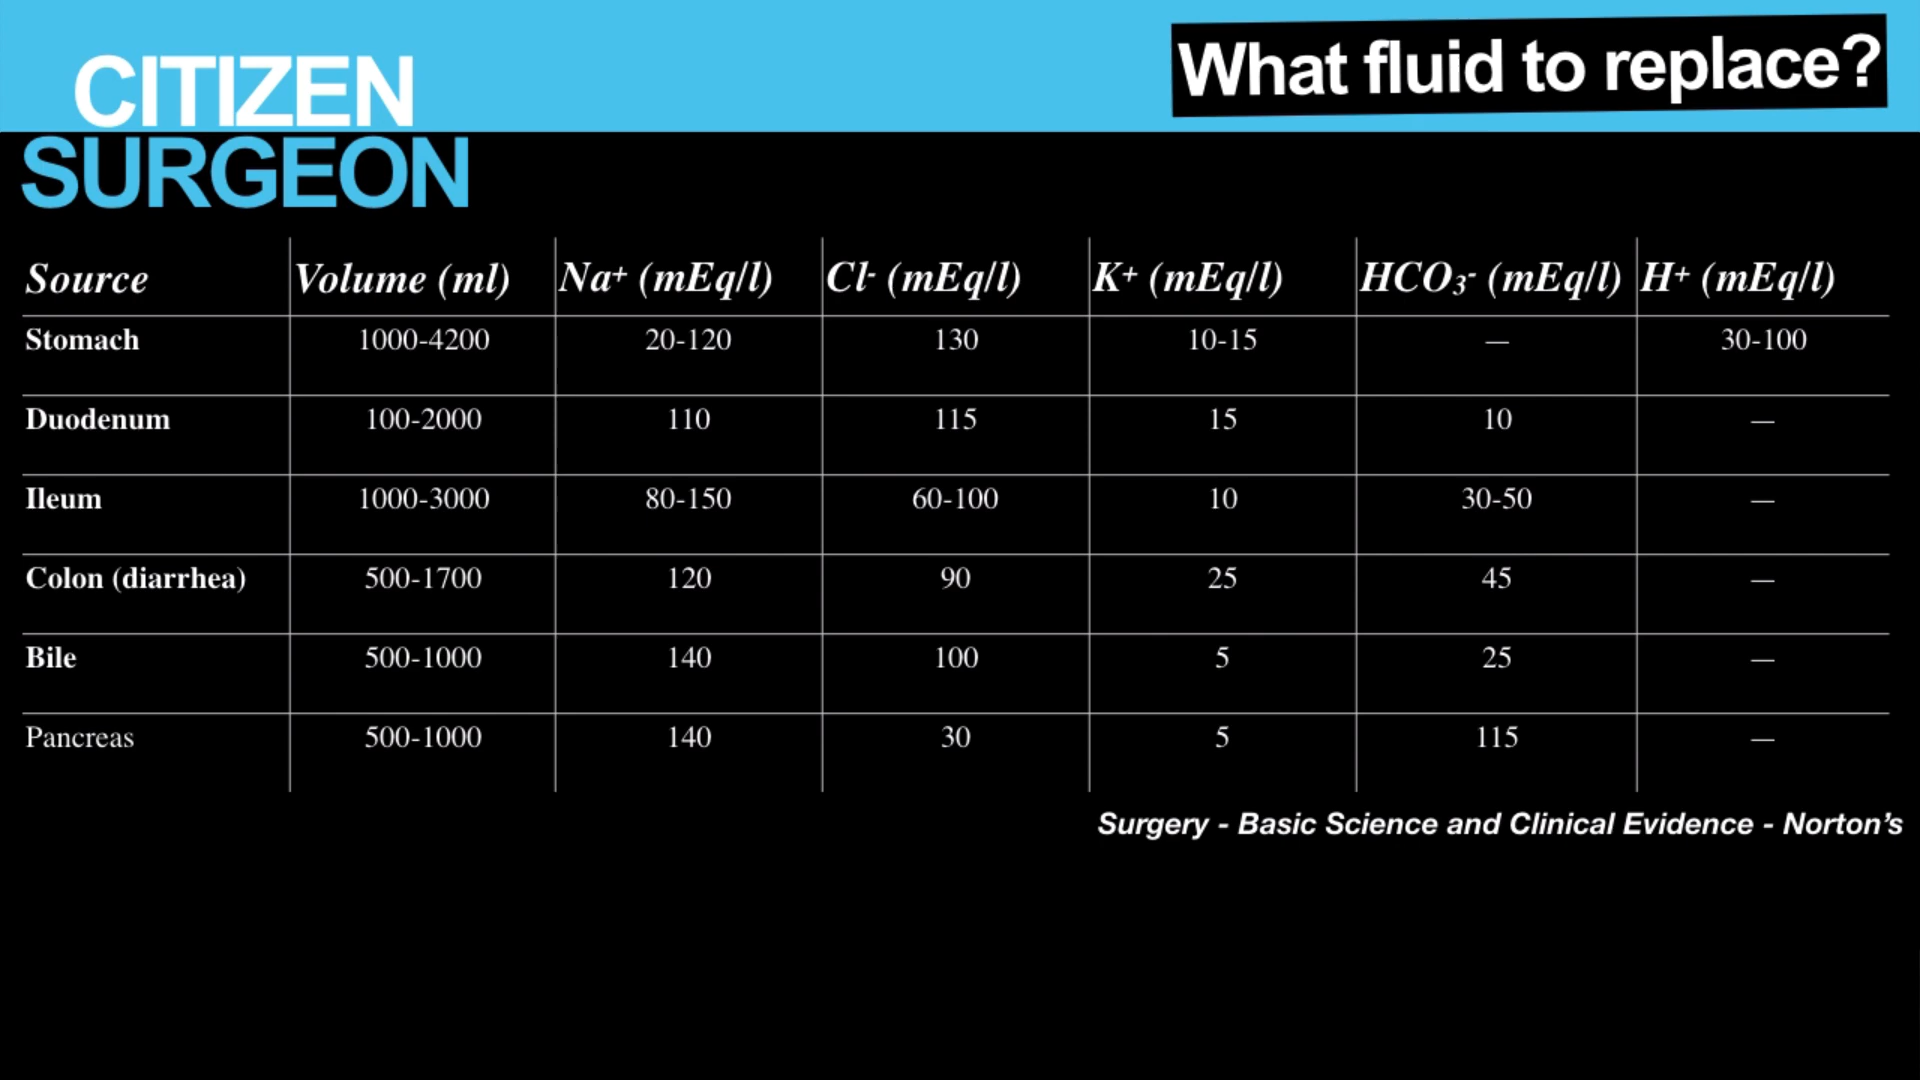 CITIZEN
SURGEON
What fluid to replace?
Source Volume (ml) Na+ (mEq/l) Cl- (mEq/l) K+ (mEq/l) HCO3- (mEq/l) H+ (mEq/l)
Stomach 1000-4200 20-120 130 10-15 — 30-100
Duodenum 100-2000 110 115 15 10 —
Ileum 1000-3000 80-150 60-100 10 30-50 —
Colon (diarrhea) 500-1700 120 90 25 45 —
Bile 500-1000 140 100 5 25 —
Pancreas 500-1000 140 30 5 115 —
Surgery - Basic Science and Clinical Evidence - Norton’s